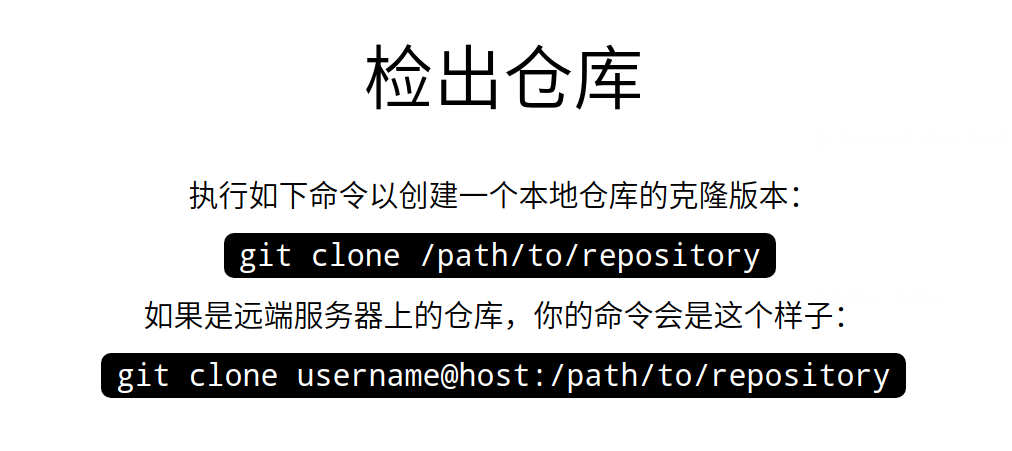 检出仓库
执行如下命令以创建一个本地仓库的克隆版本：
git clone /path/to/repository
如果是远端服务器上的仓库，你的命令会是这个样子：
git clone username@host:/path/to/repository